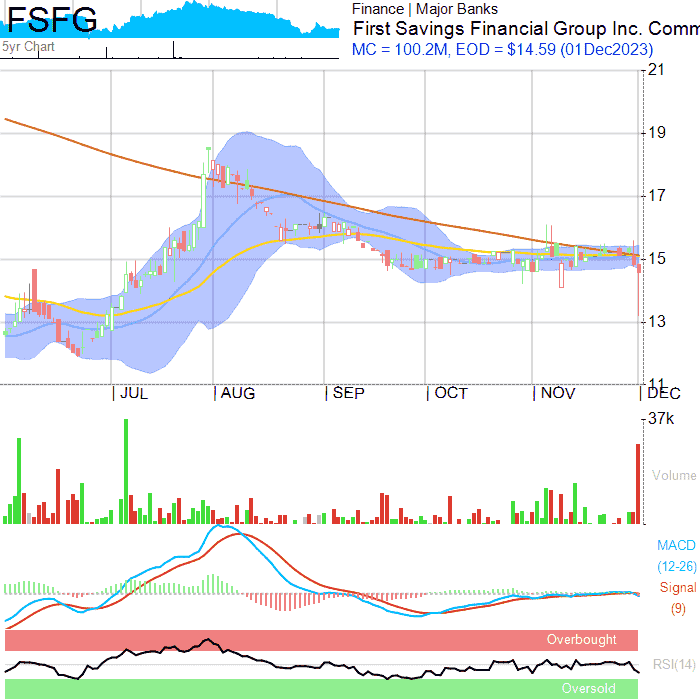 FSFG
5yr Chart
Finance | Major Banks
First Savings Financial Group Inc. Comm
MC = 100.2M, EOD = $14.59 (01Dec2023)
21
19
17
15
13
11
| JUL | AUG | SEP | OCT | NOV | DEC
37k
Volume
MACD
(12-26)
Signal
(9)
Overbought
RSI(14)
Oversold